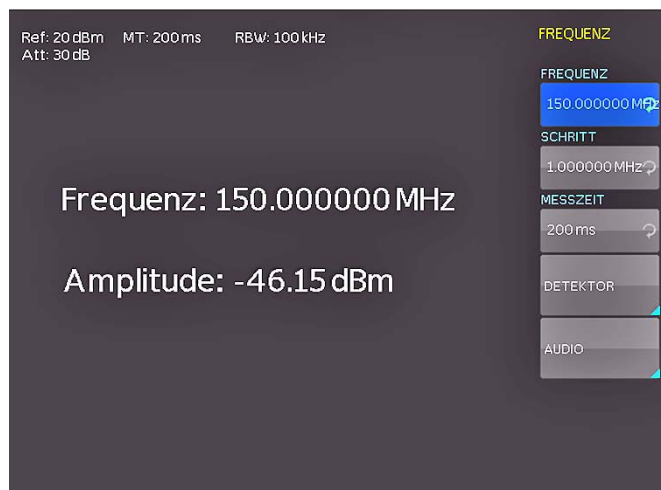 Ref: 20 dBm MT: 200 ms RBW: 100 kHz
Att: 30 dB
Frequenz: 150.000000 MHz
Amplitude: -46.15 dBm
FREQUENZ
FREQUENZ
150.000000 MHz
SCHRITT
1.000000 MHz
MESSZEIT
200 ms
DETEKTOR
AUDIO